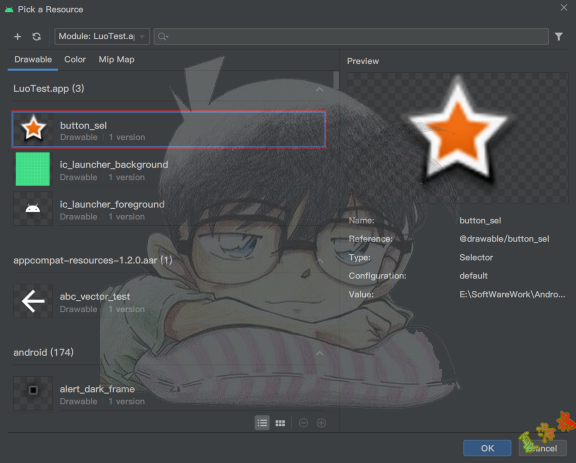 Pick a Resource
Module: LuoTest.ap
Drawable Color Mip Map
Preview
LuoTest.app (3)
button_sel
Drawable 1 version
ic_launcher_background
Drawable 1 version
ic_launcher_foreground
Drawable 1 version
appcompat-resources-1.2.0.aar (1)
abc_vector_test
Drawable 1 version
android (174)
alert_dark_frame
Drawable 1 version
Name: button_sel
Reference: @drawable/button_sel
Type: Selector
Configuration: default
Value: E:\SoftWareWork\Andro...
OK